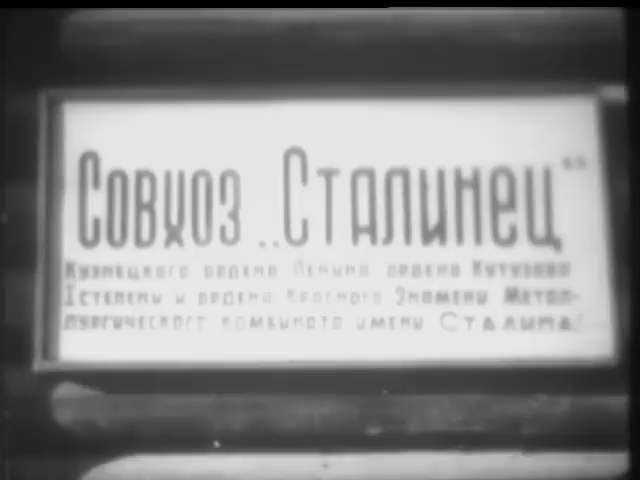 Совхоз „Сталинец“
Кузнецкого ордена Ленина ордена Кутузова
I степени и ордена Красного Знамени Метал-
лургического комбината имени Сталина